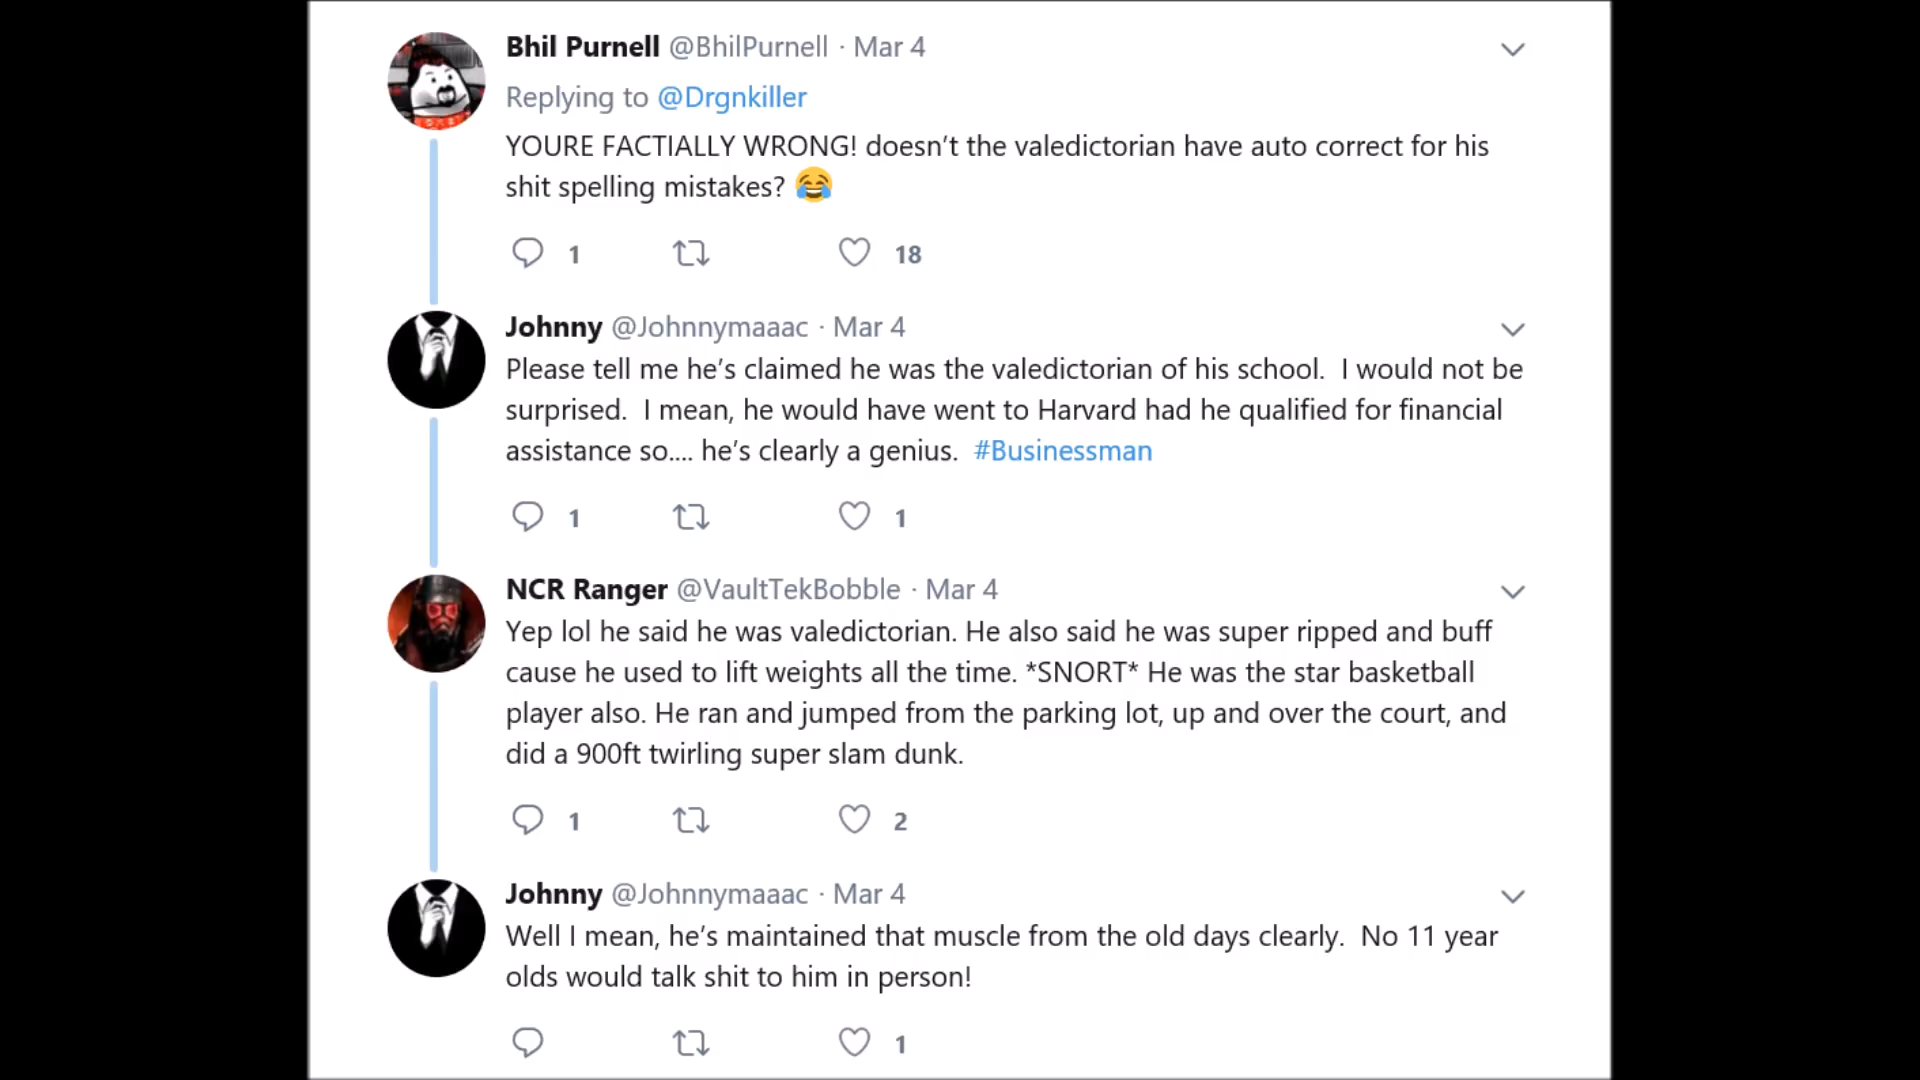 Bhil Purnell @BhilPurnell · Mar 4
Replying to @Drgnkiller
YOURE FACTIALLY WRONG! doesn’t the valedictorian have auto correct for his
shit spelling mistakes? 😂
1 18
Johnny @Johnnymaaac · Mar 4
Please tell me he’s claimed he was the valedictorian of his school.  I would not be
surprised.  I mean, he would have went to Harvard had he qualified for financial
assistance so.... he’s clearly a genius.  #Businessman
1 1
NCR Ranger @VaultTekBobble · Mar 4
Yep lol he said he was valedictorian. He also said he was super ripped and buff
cause he used to lift weights all the time. *SNORT* He was the star basketball
player also. He ran and jumped from the parking lot, up and over the court, and
did a 900ft twirling super slam dunk.
1 2
Johnny @Johnnymaaac · Mar 4
Well I mean, he’s maintained that muscle from the old days clearly.  No 11 year
olds would talk shit to him in person!
1